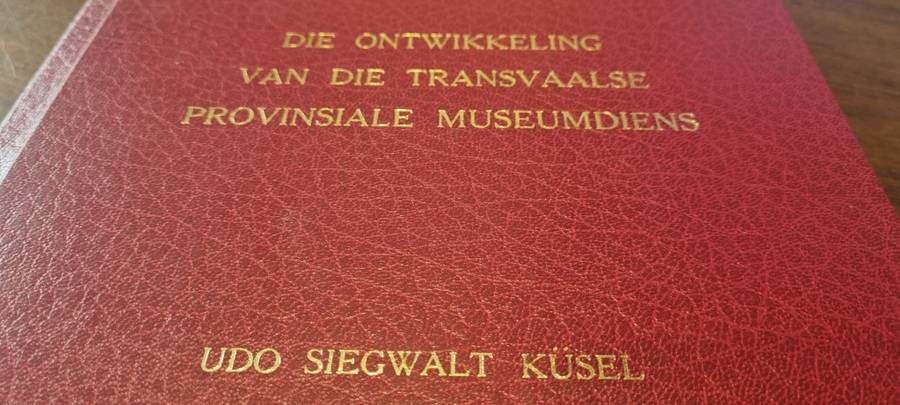 DIE ONTWIKKELING
VAN DIE TRANSVAALSE
PROVINSIALE MUSEUMDIENS
UDO SIEGWALT KÜSEL